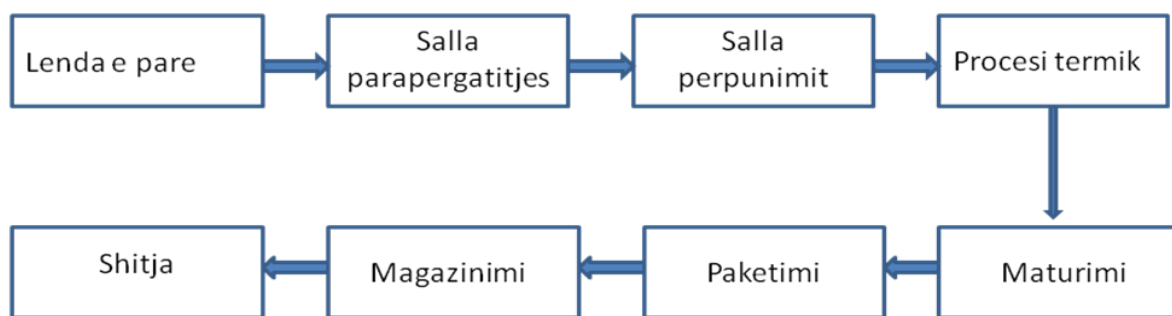 Lenda e pare
Salla
parapergatitjes
Salla
perpunimit
Procesi termik
Maturimi
Paketimi
Magazinimi
Shitja